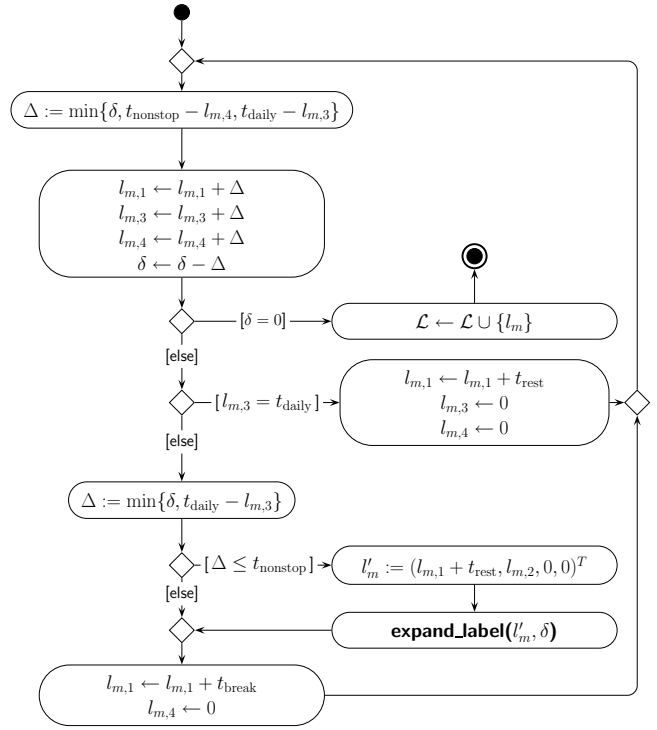 Δ := min{δ, t_nonstop − l_{m,4}, t_daily − l_{m,3}}
l_{m,1} ← l_{m,1} + Δ
l_{m,3} ← l_{m,3} + Δ
l_{m,4} ← l_{m,4} + Δ
δ ← δ − Δ
[δ = 0]
ℒ ← ℒ ∪ {l_m}
[else]
[l_{m,3} = t_daily]
l_{m,1} ← l_{m,1} + t_rest
l_{m,3} ← 0
l_{m,4} ← 0
[else]
Δ := min{δ, t_daily − l_{m,3}}
[Δ ≤ t_nonstop]
l′_m := (l_{m,1} + t_rest, l_{m,2}, 0, 0)^T
[else]
expand_label(l′_m, δ)
l_{m,1} ← l_{m,1} + t_break
l_{m,4} ← 0